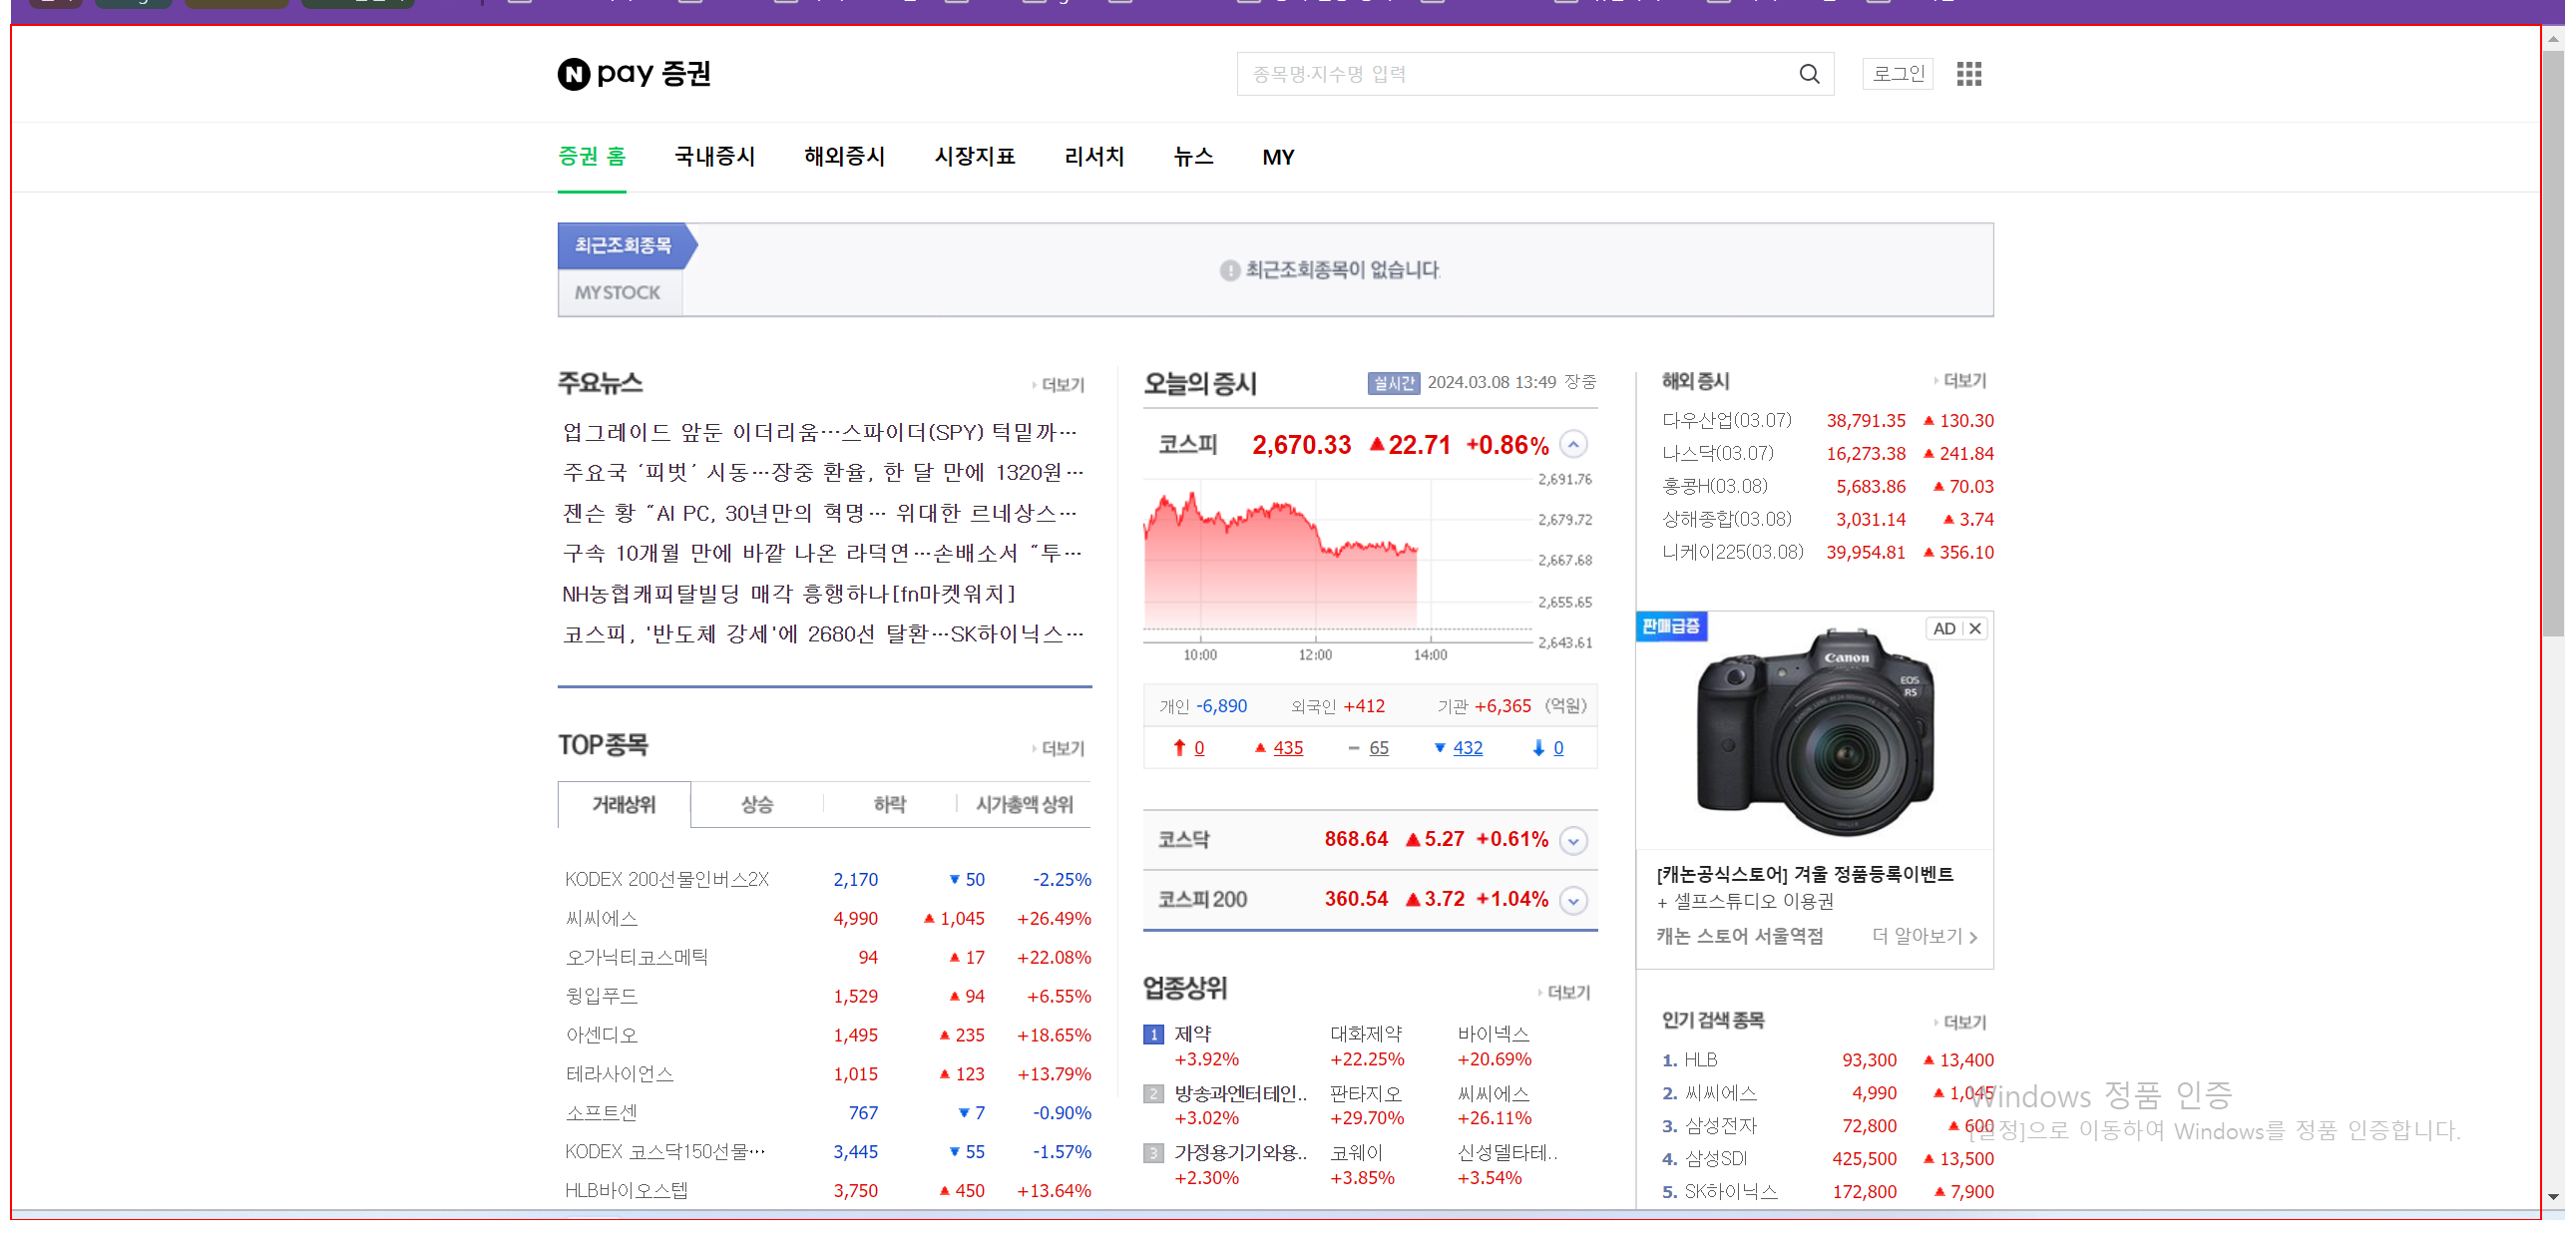 N pay 증권
종목명·지수명 입력
로그인
증권 홈 국내증시 해외증시 시장지표 리서치 뉴스 MY
최근조회종목
MYSTOCK
최근조회종목이 없습니다.
주요뉴스 더보기
업그레이드 앞둔 이더리움…스파이더(SPY) 턱밑까…
주요국 ‘피벗’ 시동…장중 환율, 한 달 만에 1320원…
젠슨 황 “AI PC, 30년만의 혁명… 위대한 르네상스…
구속 10개월 만에 바깥 나온 라덕연…손배소서 “투…
NH농협캐피탈빌딩 매각 흥행하나[fn마켓워치]
코스피, '반도체 강세'에 2680선 탈환…SK하이닉스…
TOP 종목 더보기
거래상위 상승 하락 시가총액 상위
KODEX 200선물인버스2X 2,170 ▼ 50 -2.25%
씨씨에스 4,990 ▲ 1,045 +26.49%
오가닉티코스메틱 94 ▲ 17 +22.08%
윙입푸드 1,529 ▲ 94 +6.55%
아센디오 1,495 ▲ 235 +18.65%
테라사이언스 1,015 ▲ 123 +13.79%
소프트센 767 ▼ 7 -0.90%
KODEX 코스닥150선물… 3,445 ▼ 55 -1.57%
HLB바이오스텝 3,750 ▲ 450 +13.64%
오늘의 증시 실시간 2024.03.08 13:49 장중
코스피 2,670.33 ▲22.71 +0.86%
2,691.76
2,679.72
2,667.68
2,655.65
2,643.61
10:00 12:00 14:00
개인 -6,890 외국인 +412 기관 +6,365 (억원)
↑ 0 ▲ 435 － 65 ▼ 432 ↓ 0
코스닥 868.64 ▲5.27 +0.61%
코스피 200 360.54 ▲3.72 +1.04%
업종상위 더보기
1 제약 대화제약 바이넥스
+3.92% +22.25% +20.69%
2 방송과엔터테인.. 판타지오 씨씨에스
+3.02% +29.70% +26.11%
3 가정용기기와용.. 코웨이 신성델타테..
+2.30% +3.85% +3.54%
해외 증시 더보기
다우산업(03.07) 38,791.35 ▲ 130.30
나스닥(03.07) 16,273.38 ▲ 241.84
홍콩H(03.08) 5,683.86 ▲ 70.03
상해종합(03.08) 3,031.14 ▲ 3.74
니케이225(03.08) 39,954.81 ▲ 356.10
판매급증
AD
Canon
EOS
R5
[캐논공식스토어] 겨울 정품등록이벤트
+ 셀프스튜디오 이용권
캐논 스토어 서울역점 더 알아보기
인기 검색 종목 더보기
1. HLB 93,300 ▲ 13,400
2. 씨씨에스 4,990 ▲ 1,045
3. 삼성전자 72,800 ▲ 600
4. 삼성SDI 425,500 ▲ 13,500
5. SK하이닉스 172,800 ▲ 7,900
Windows 정품 인증
[설정]으로 이동하여 Windows를 정품 인증합니다.